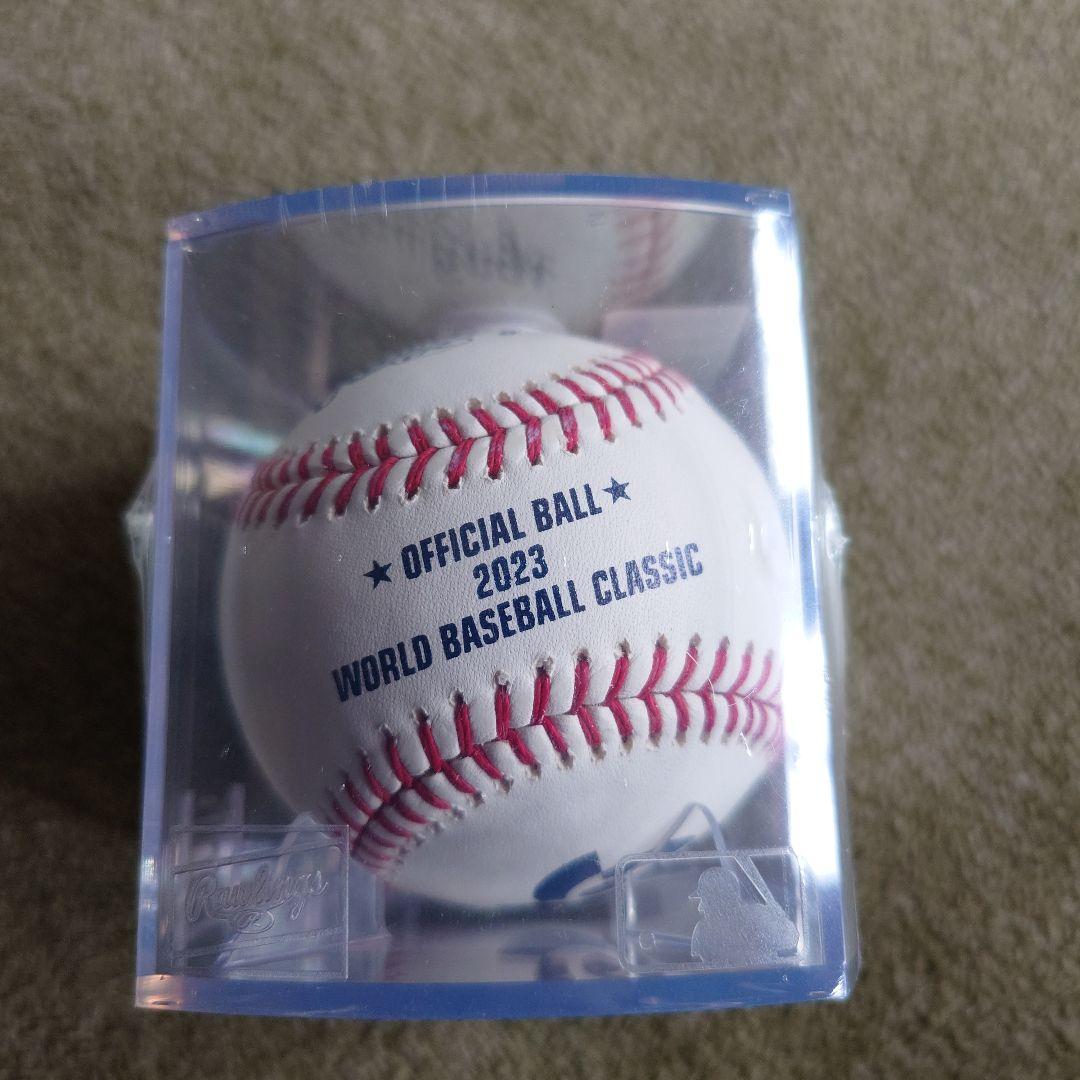 ★ OFFICIAL BALL ★
2023
WORLD BASEBALL CLASSIC
Rawlings
R